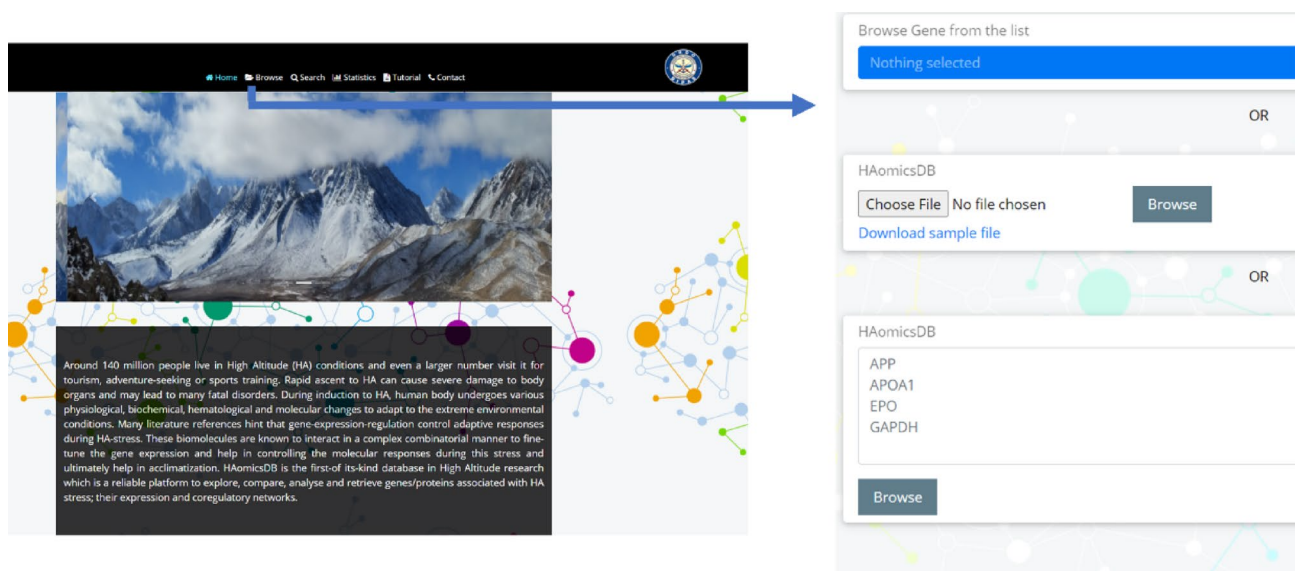 Home Browse Search Statistics Tutorial Contact
Around 140 million people live in High Altitude (HA) conditions and even a larger number visit it for
tourism, adventure-seeking or sports training. Rapid ascent to HA can cause severe damage to body
organs and may lead to many fatal disorders. During induction to HA, human body undergoes various
physiological, biochemical, hematological and molecular changes to adapt to the extreme environmental
conditions. Many literature references hint that gene-expression-regulation control adaptive responses
during HA-stress. These biomolecules are known to interact in a complex combinatorial manner to fine-
tune the gene expression and help in controlling the molecular responses during this stress and
ultimately help in acclimatization. HAomicsDB is the first-of its-kind database in High Altitude research
which is a reliable platform to explore, compare, analyse and retrieve genes/proteins associated with HA
stress; their expression and coregulatory networks.
Browse Gene from the list
Nothing selected
OR
HAomicsDB
Choose File No file chosen Browse
Download sample file
OR
HAomicsDB
APP
APOA1
EPO
GAPDH
Browse